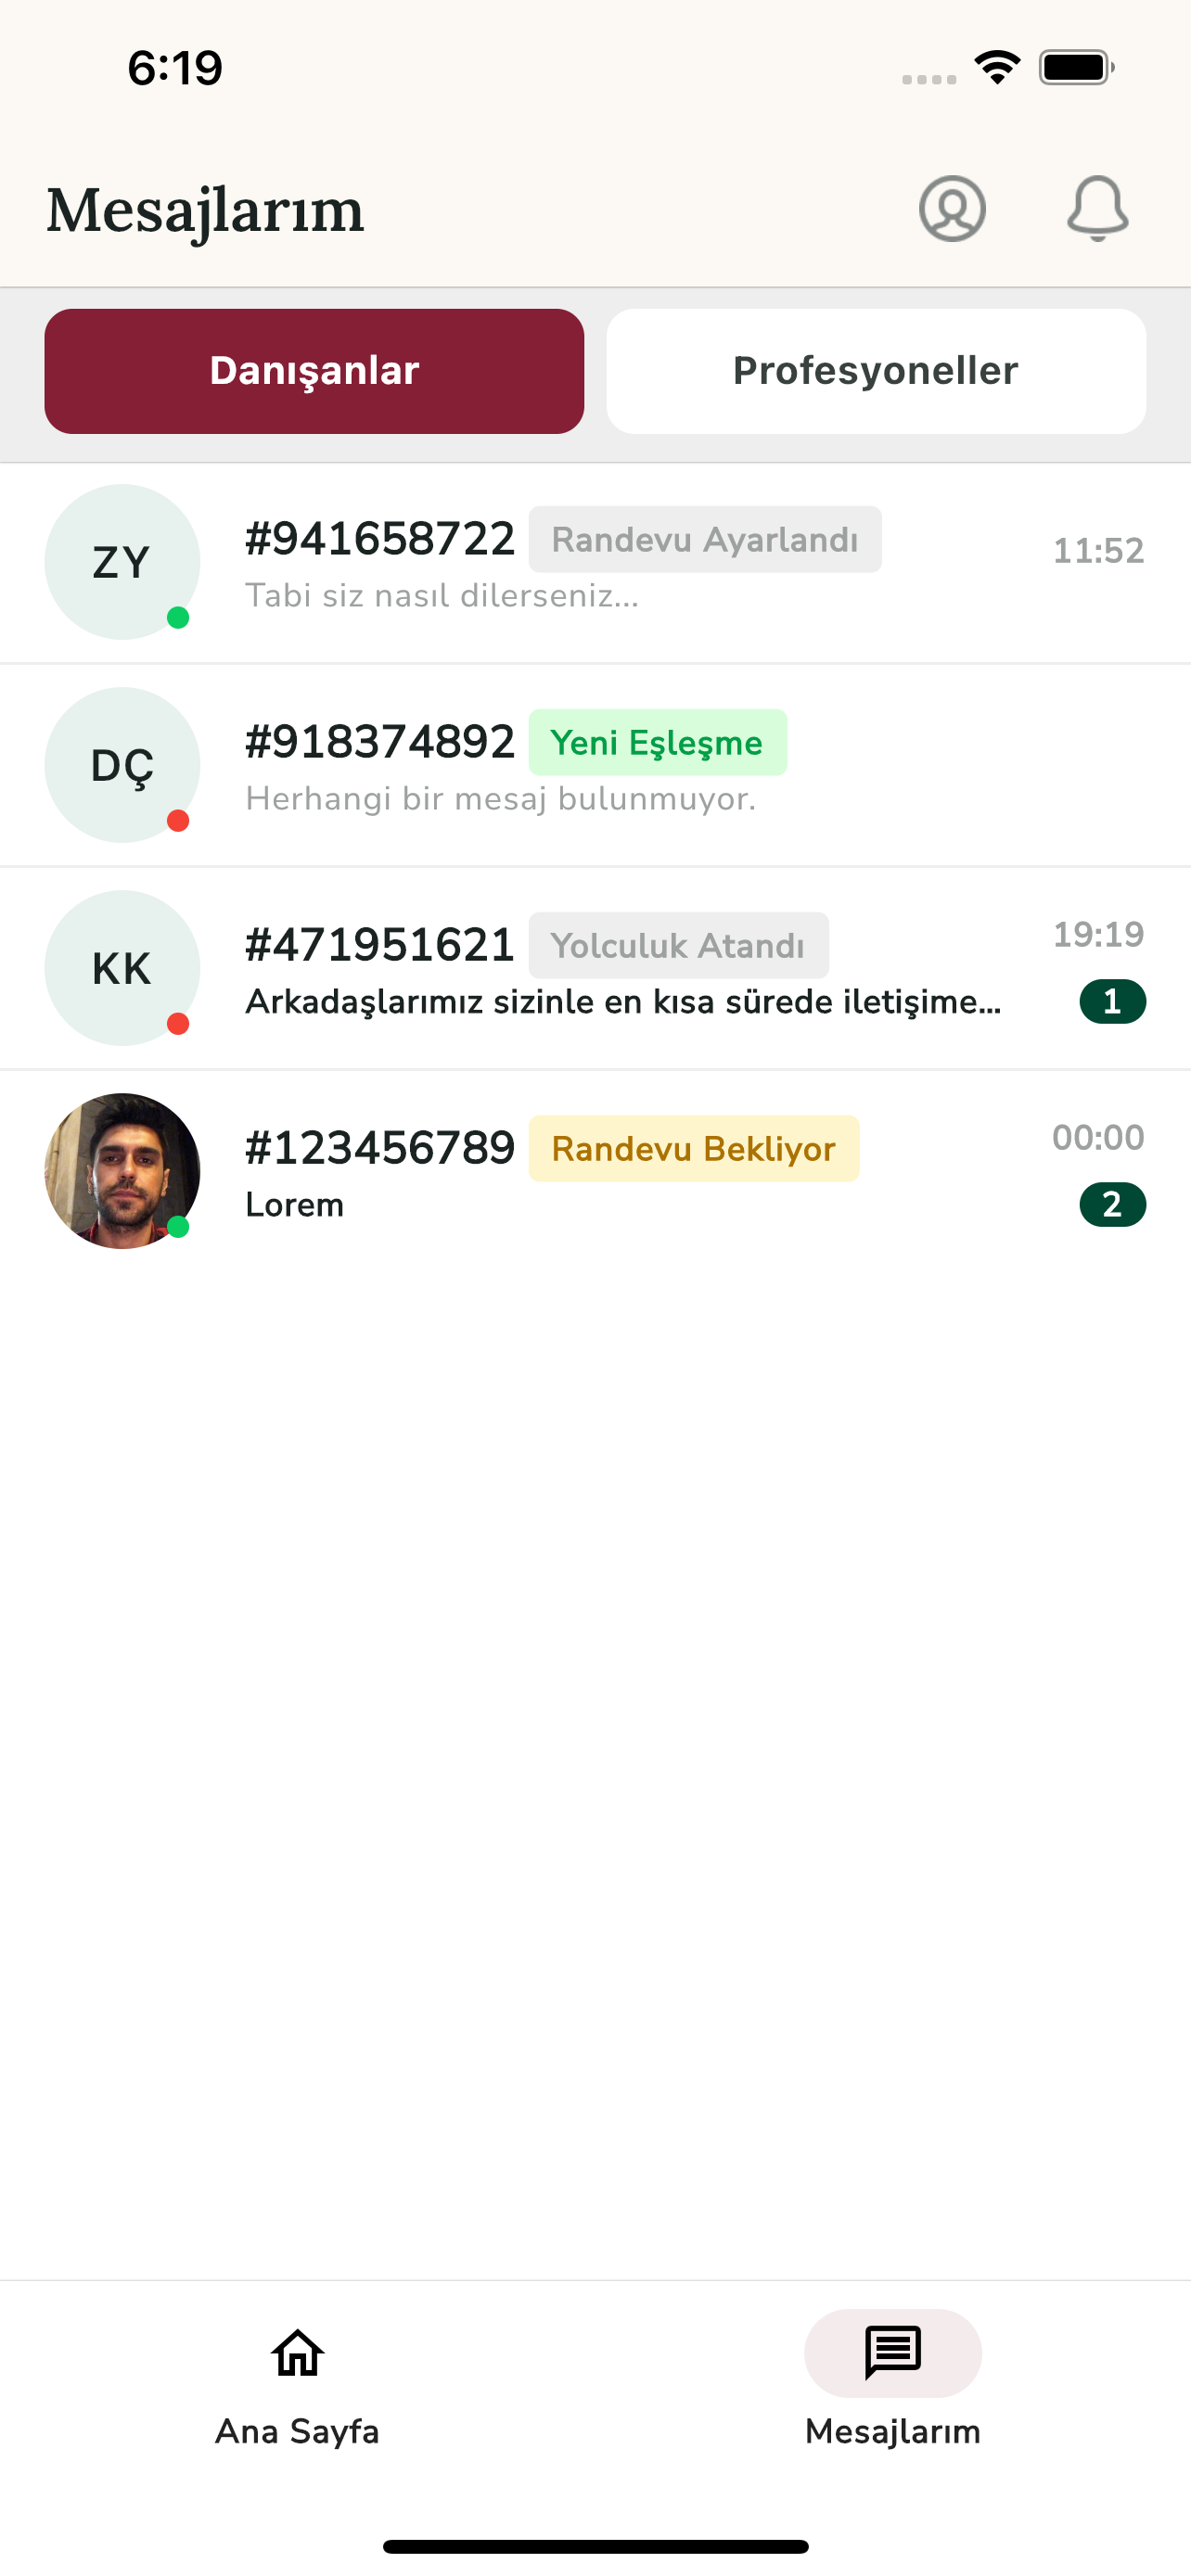 6:19
Mesajlarım
Danışanlar
Profesyoneller
ZY
#941658722
Randevu Ayarlandı
11:52
Tabi siz nasıl dilerseniz...
DÇ
#918374892
Yeni Eşleşme
Herhangi bir mesaj bulunmuyor.
KK
#471951621
Yolculuk Atandı
19:19
Arkadaşlarımız sizinle en kısa sürede iletişime...
1
#123456789
Randevu Bekliyor
00:00
Lorem
2
Ana Sayfa
Mesajlarım